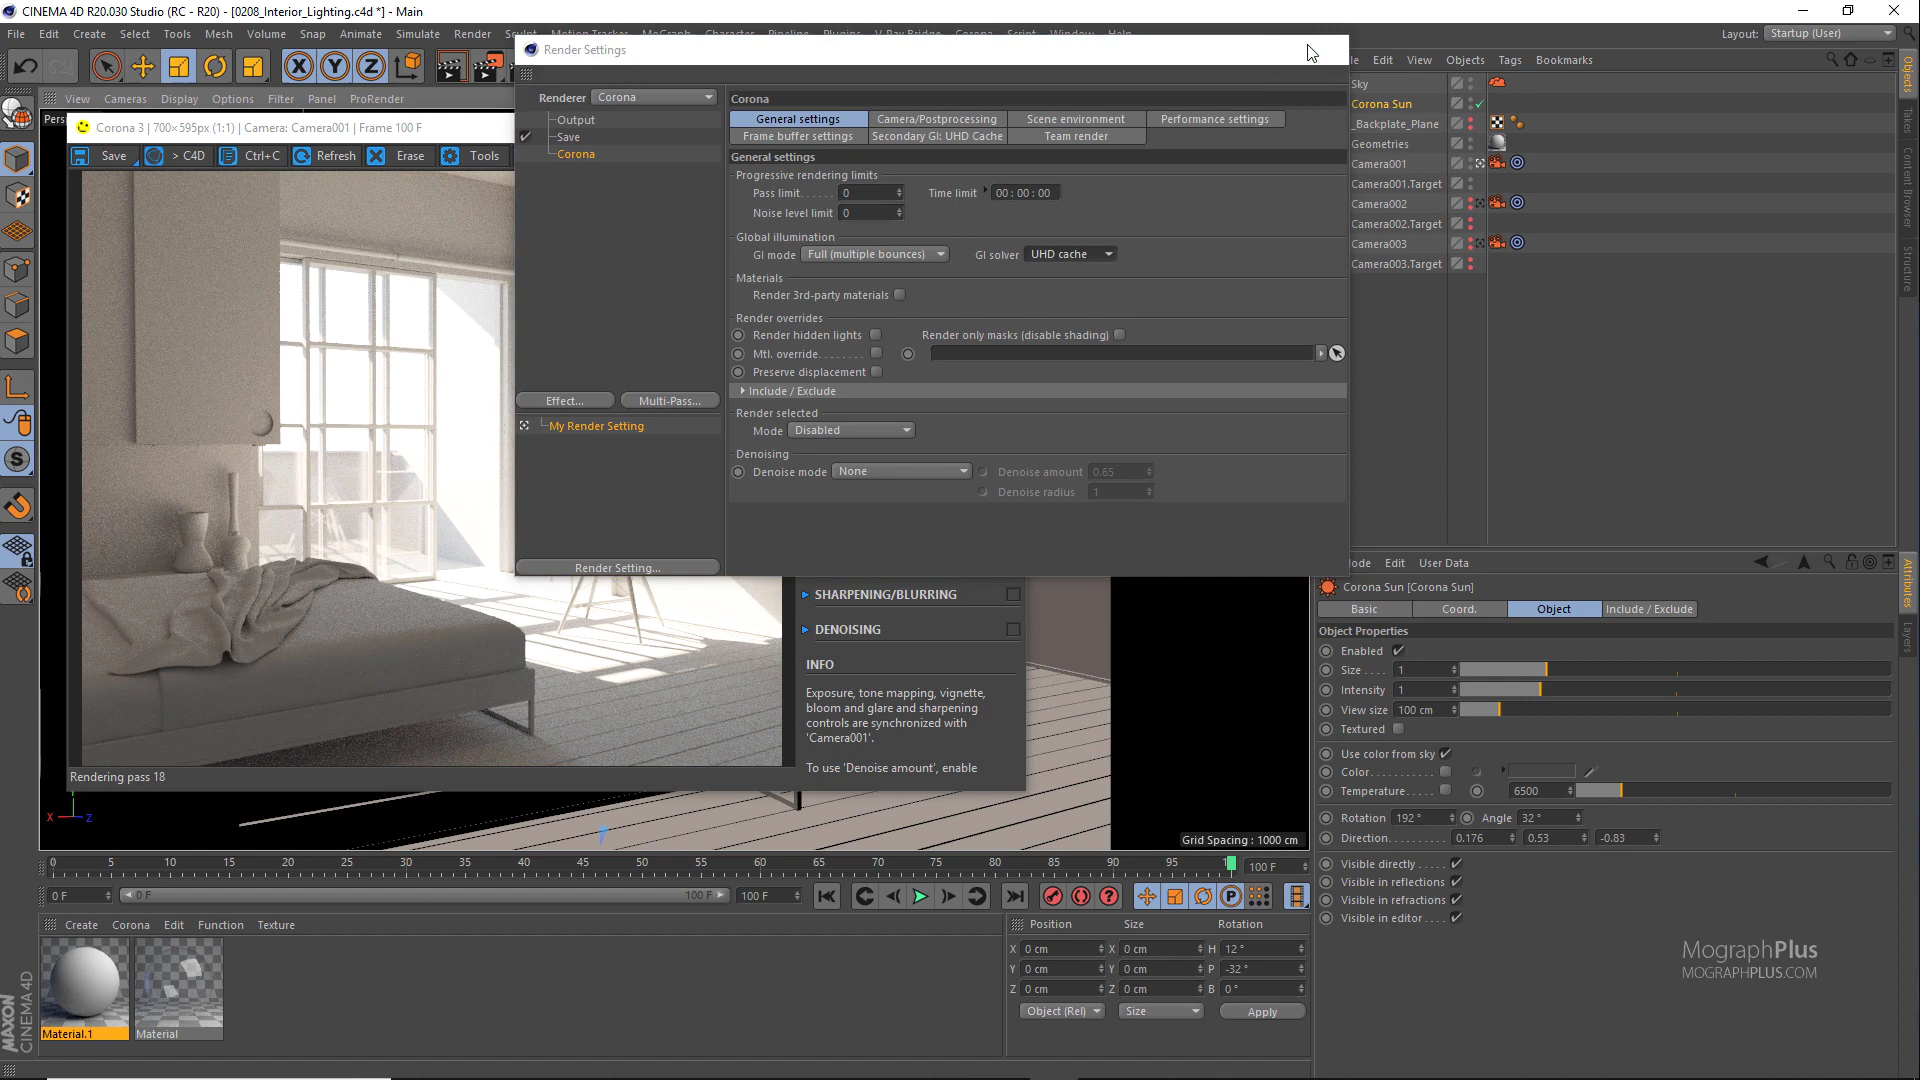 CINEMA 4D R20.030 Studio (RC - R20) - [0208_Interior_Lighting.c4d *] - Main
File Edit Create Select Tools Mesh Volume Snap Animate Simulate Render
Layout: Startup (User)
Render Settings
Edit View Objects Tags Bookmarks
View Cameras Display Options Filter Panel ProRender
Renderer Corona
Output
Save
Corona
Effect...
Multi-Pass...
My Render Setting
Render Setting...
Corona
General settings Camera/Postprocessing Scene environment Performance settings
Frame buffer settings Secondary GI: UHD Cache Team render
General settings
Progressive rendering limits
Pass limit...... 0 Time limit 00 : 00 : 00
Noise level limit 0
Global illumination
GI mode Full (multiple bounces) GI solver UHD cache
Materials
Render 3rd-party materials
Render overrides
Render hidden lights Render only masks (disable shading)
Mtl. override........
Preserve displacement
Include / Exclude
Render selected
Mode Disabled
Denoising
Denoise mode None Denoise amount 0.65
Denoise radius 1
Corona 3 | 700×595px (1:1) | Camera: Camera001 | Frame 100 F
Save > C4D Ctrl+C Refresh Erase Tools
SHARPENING/BLURRING
DENOISING
INFO
Exposure, tone mapping, vignette,
bloom and glare and sharpening
controls are synchronized with
'Camera001'.
To use 'Denoise amount', enable
Rendering pass 18
X Z
Grid Spacing : 1000 cm
Sky
Corona Sun
_Backplate_Plane
Geometries
Camera001
Camera001.Target
Camera002
Camera002.Target
Camera003
Camera003.Target
Objects
Takes
Content Browser
Structure
Edit User Data
Corona Sun [Corona Sun]
Basic Coord. Object Include / Exclude
Object Properties
Enabled
Size.... 1
Intensity 1
View size 100 cm
Textured
Use color from sky
Color...........
Temperature..... 6500
Rotation 192 ° Angle 32 °
Direction.......... 0.176 0.53 -0.83
Visible directly.....
Visible in reflections
Visible in refractions
Visible in editor....
Attributes
Layers
0 5 10 15 20 25 30 35 40 45 50 55 60 65 70 75 80 85 90 95
100 F
0 F 0 F 100 F 100 F
Create Corona Edit Function Texture
Material.1
Material
Position Size Rotation
X 0 cm X 0 cm H 12 °
Y 0 cm Y 0 cm P -32 °
Z 0 cm Z 0 cm B 0 °
Object (Rel) Size Apply
MographPlus
MOGRAPHPLUS.COM
MAXON
CINEMA 4D